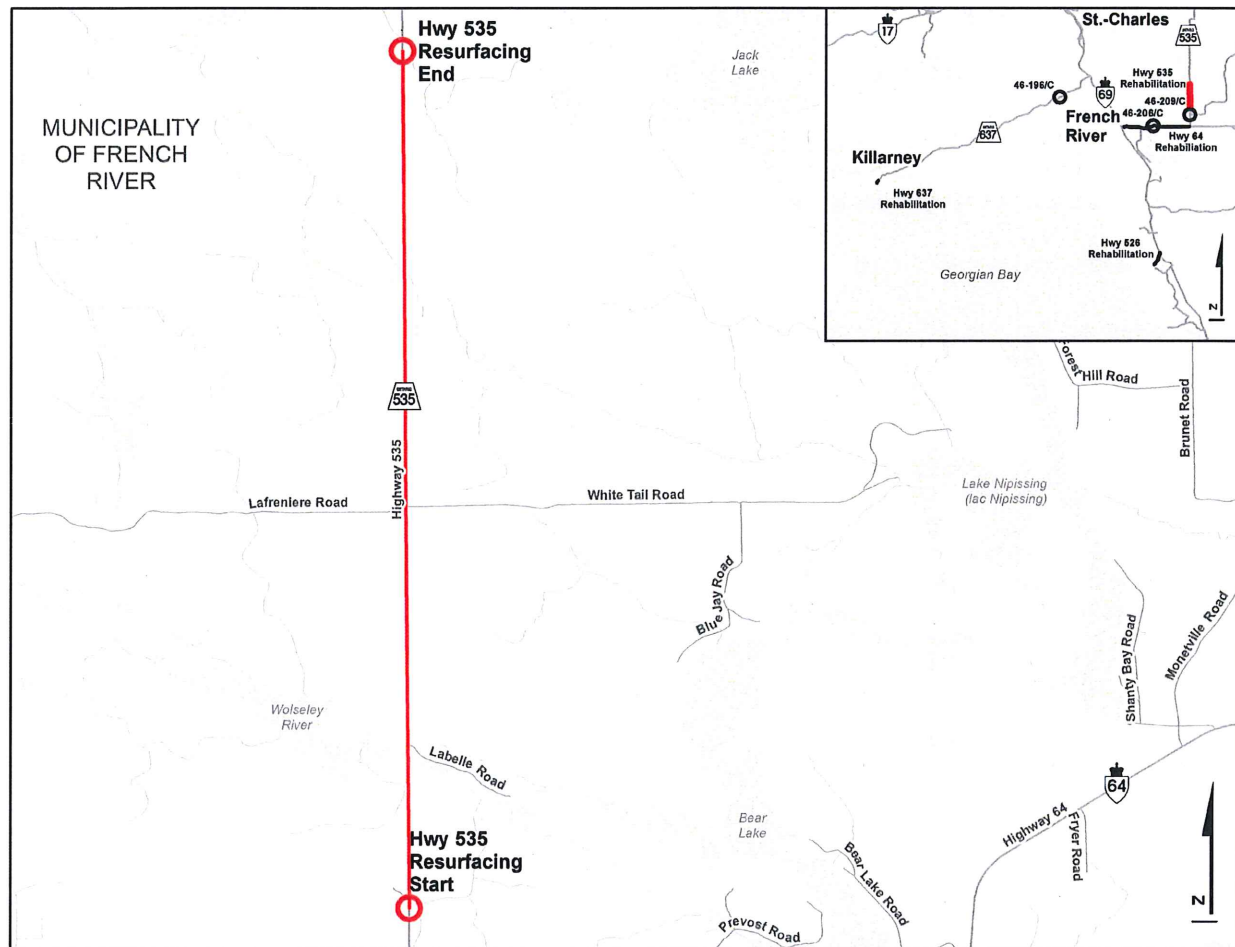 Hwy 535
Resurfacing
End
MUNICIPALITY
OF FRENCH
RIVER
Jack
Lake
17
St.-Charles
535
Hwy 535
Rehabilitation
46-196/C
69
46-209/C
46-206/C
French
River
637
Hwy 64
Rehabiliation
Killarney
Hwy 637
Rehabilitation
Hwy 526
Rehabilitation
Georgian Bay
N
Forest
Hill Road
Brunet Road
535
Highway 535
Lafreniere Road
White Tail Road
Lake Nipissing
(lac Nipissing)
Blue Jay Road
Shanty Bay Road
Monetville Road
Wolseley
River
Labelle Road
64
Highway 64
Fryer Road
Bear
Lake
Hwy 535
Resurfacing
Start
Bear Lake Road
Prevost Road
N